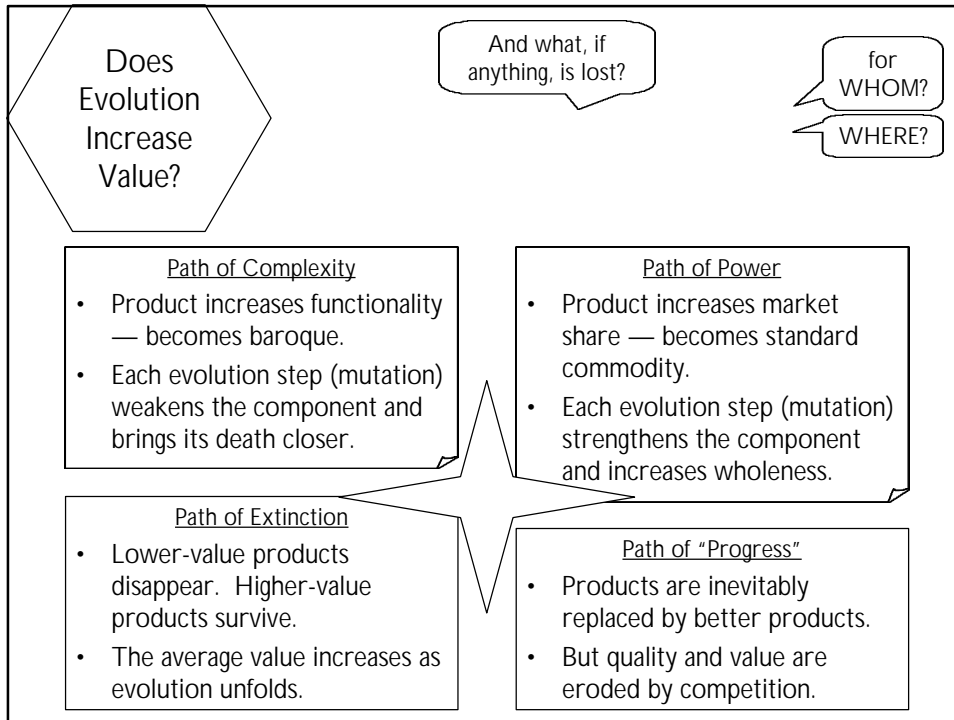 Does
Evolution
Increase
Value?
And what, if
anything, is lost?
for
WHOM?
WHERE?
Path of Complexity
• Product increases functionality
— becomes baroque.
• Each evolution step (mutation)
weakens the component and
brings its death closer.
Path of Power
• Product increases market
share — becomes standard
commodity.
• Each evolution step (mutation)
strengthens the component
and increases wholeness.
Path of Extinction
• Lower-value products
disappear. Higher-value
products survive.
• The average value increases as
evolution unfolds.
Path of “Progress”
• Products are inevitably
replaced by better products.
• But quality and value are
eroded by competition.